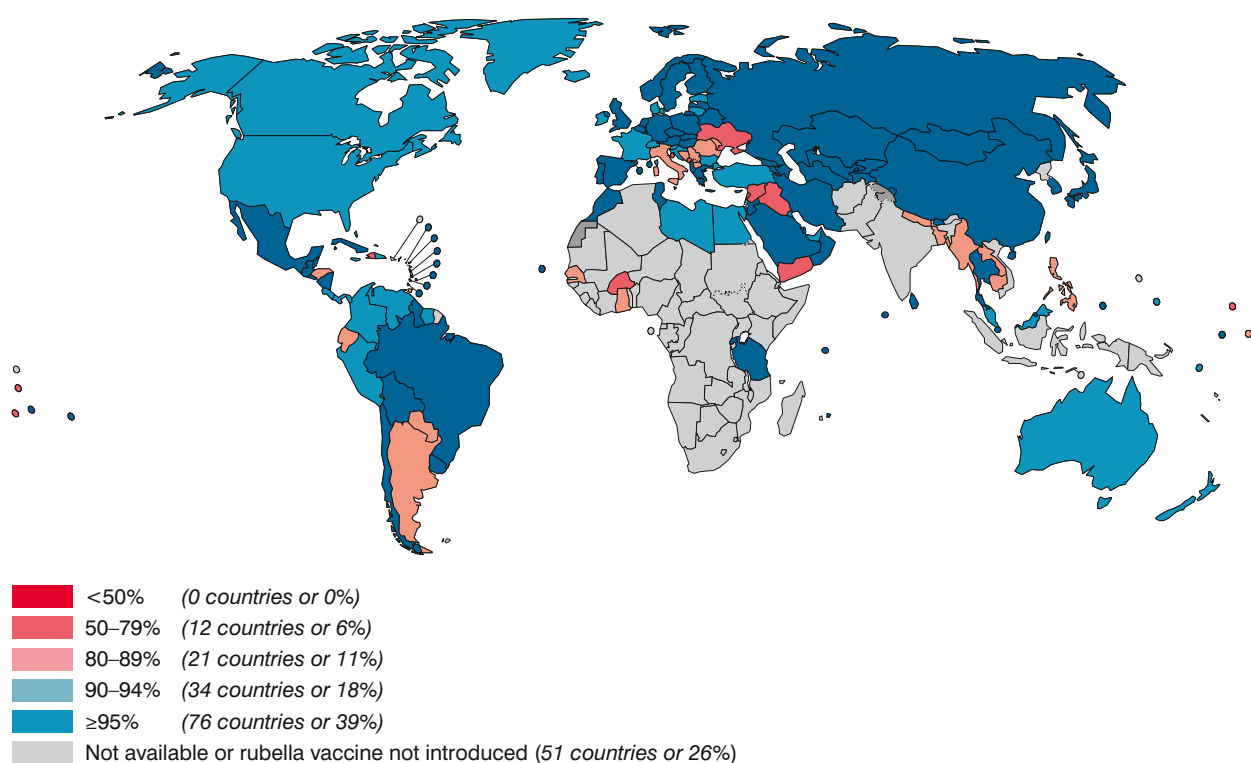 <50% (0 countries or 0%)
50–79% (12 countries or 6%)
80–89% (21 countries or 11%)
90–94% (34 countries or 18%)
≥95% (76 countries or 39%)
Not available or rubella vaccine not introduced (51 countries or 26%)